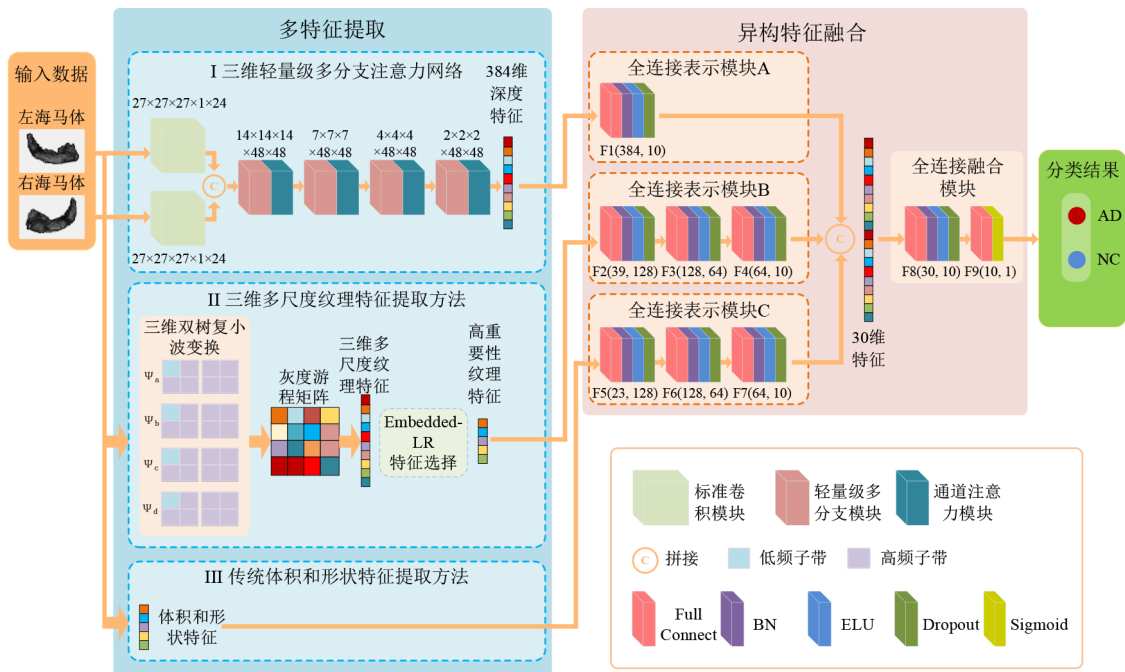 多特征提取
异构特征融合
输入数据
左海马体
右海马体
I 三维轻量级多分支注意力网络
27×27×27×1×24
14×14×14
×48×48
7×7×7
×48×48
4×4×4
×48×48
2×2×2
×48×48
384维
深度
特征
C
27×27×27×1×24
II 三维多尺度纹理特征提取方法
三维双树复小
波变换
Ψa
Ψb
Ψc
Ψd
灰度游
程矩阵
三维多
尺度纹
理特征
Embedded-
LR
特征选择
高重
要性
纹理
特征
III 传统体积和形状特征提取方法
体积和形
状特征
全连接表示模块A
F1(384, 10)
全连接表示模块B
F2(39, 128)
F3(128, 64)
F4(64, 10)
全连接表示模块C
F5(23, 128)
F6(128, 64)
F7(64, 10)
C
30维
特征
全连接融合
模块
F8(30, 10)
F9(10, 1)
分类结果
AD
NC
标准卷
积模块
轻量级多
分支模块
通道注意
力模块
C
拼接
低频子带
高频子带
Full
Connect
BN
ELU
Dropout
Sigmoid